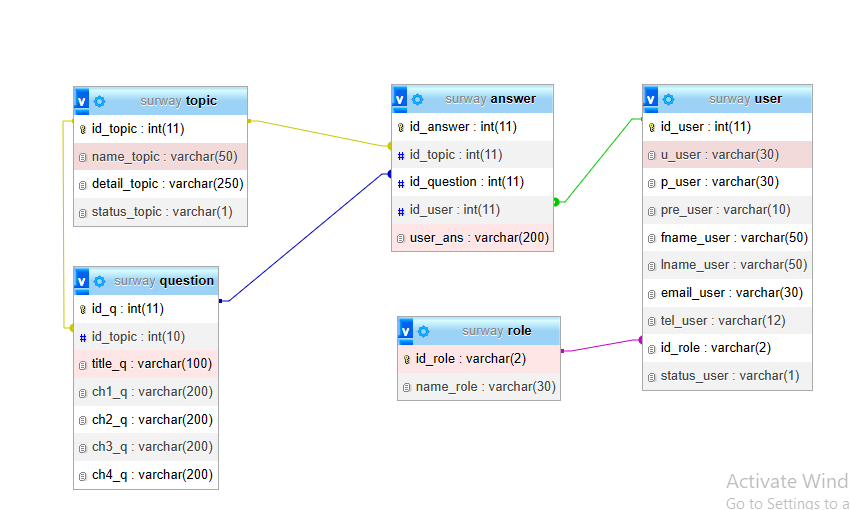 surway topic
id_topic : int(11)
name_topic : varchar(50)
detail_topic : varchar(250)
status_topic : varchar(1)
surway question
id_q : int(11)
id_topic : int(10)
title_q : varchar(100)
ch1_q : varchar(200)
ch2_q : varchar(200)
ch3_q : varchar(200)
ch4_q : varchar(200)
surway answer
id_answer : int(11)
id_topic : int(11)
id_question : int(11)
id_user : int(11)
user_ans : varchar(200)
surway role
id_role : varchar(2)
name_role : varchar(30)
surway user
id_user : int(11)
u_user : varchar(30)
p_user : varchar(30)
pre_user : varchar(10)
fname_user : varchar(50)
lname_user : varchar(50)
email_user : varchar(30)
tel_user : varchar(12)
id_role : varchar(2)
status_user : varchar(1)
Activate Wind
Go to Settings to a